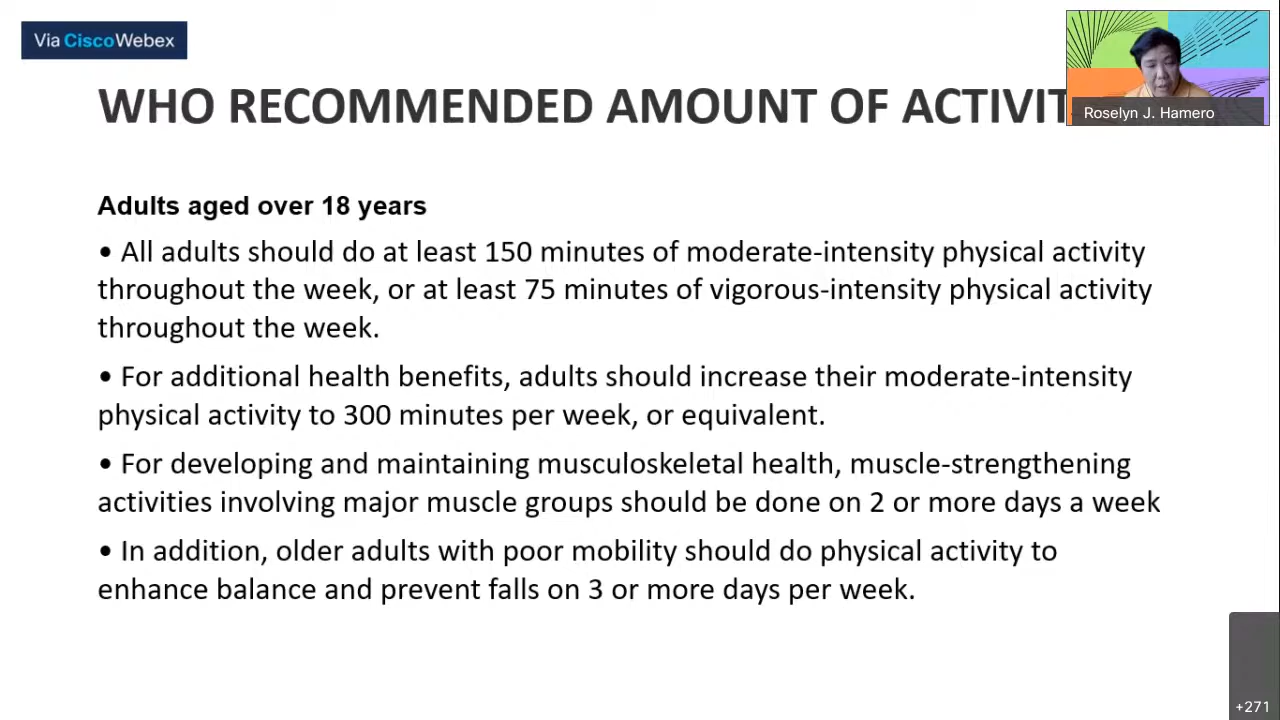 Via CiscoWebex
WHO RECOMMENDED AMOUNT OF ACTIVIT
Roselyn J. Hamero
Adults aged over 18 years
• All adults should do at least 150 minutes of moderate-intensity physical activity
throughout the week, or at least 75 minutes of vigorous-intensity physical activity
throughout the week.
• For additional health benefits, adults should increase their moderate-intensity
physical activity to 300 minutes per week, or equivalent.
• For developing and maintaining musculoskeletal health, muscle-strengthening
activities involving major muscle groups should be done on 2 or more days a week
• In addition, older adults with poor mobility should do physical activity to
enhance balance and prevent falls on 3 or more days per week.
+271